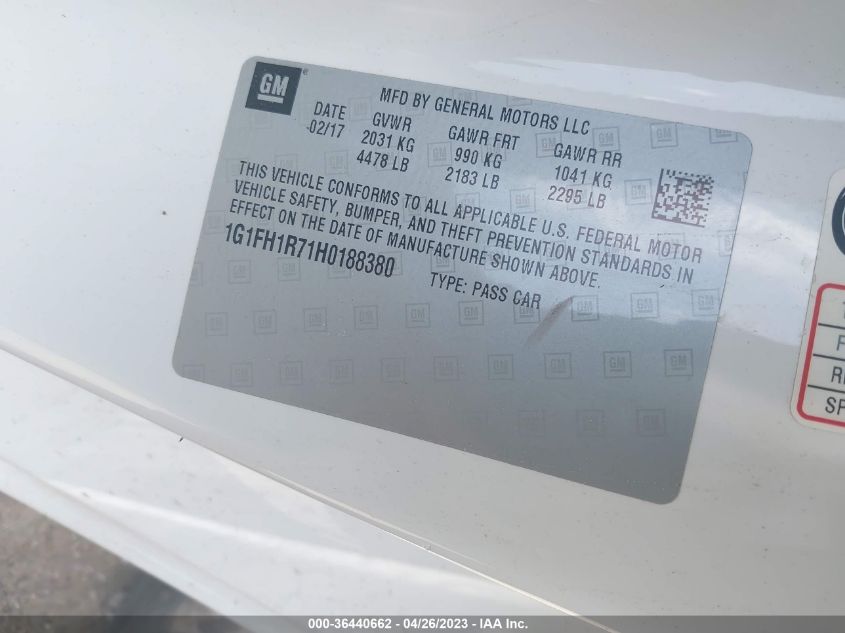 GM
MFD BY GENERAL MOTORS LLC
DATE GVWR GAWR FRT GAWR RR
02/17 2031 KG 990 KG 1041 KG
4478 LB 2183 LB 2295 LB
THIS VEHICLE CONFORMS TO ALL APPLICABLE U.S. FEDERAL MOTOR
VEHICLE SAFETY, BUMPER, AND THEFT PREVENTION STANDARDS IN
EFFECT ON THE DATE OF MANUFACTURE SHOWN ABOVE.
1G1FH1R71H0188380 TYPE: PASS CAR
000-36440662 - 04/26/2023 - IAA Inc.